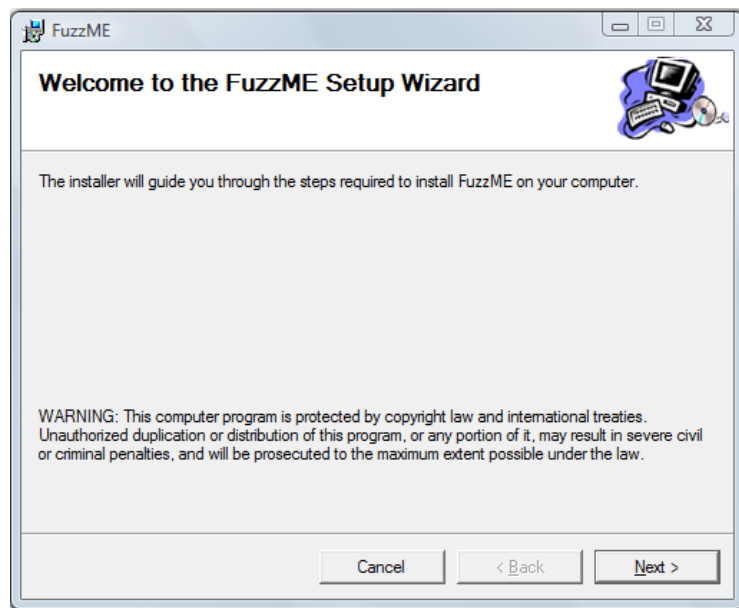 FuzzME
Welcome to the FuzzME Setup Wizard
The installer will guide you through the steps required to install FuzzME on your computer.
WARNING: This computer program is protected by copyright law and international treaties.
Unauthorized duplication or distribution of this program, or any portion of it, may result in severe civil
or criminal penalties, and will be prosecuted to the maximum extent possible under the law.
Cancel
< Back
Next >